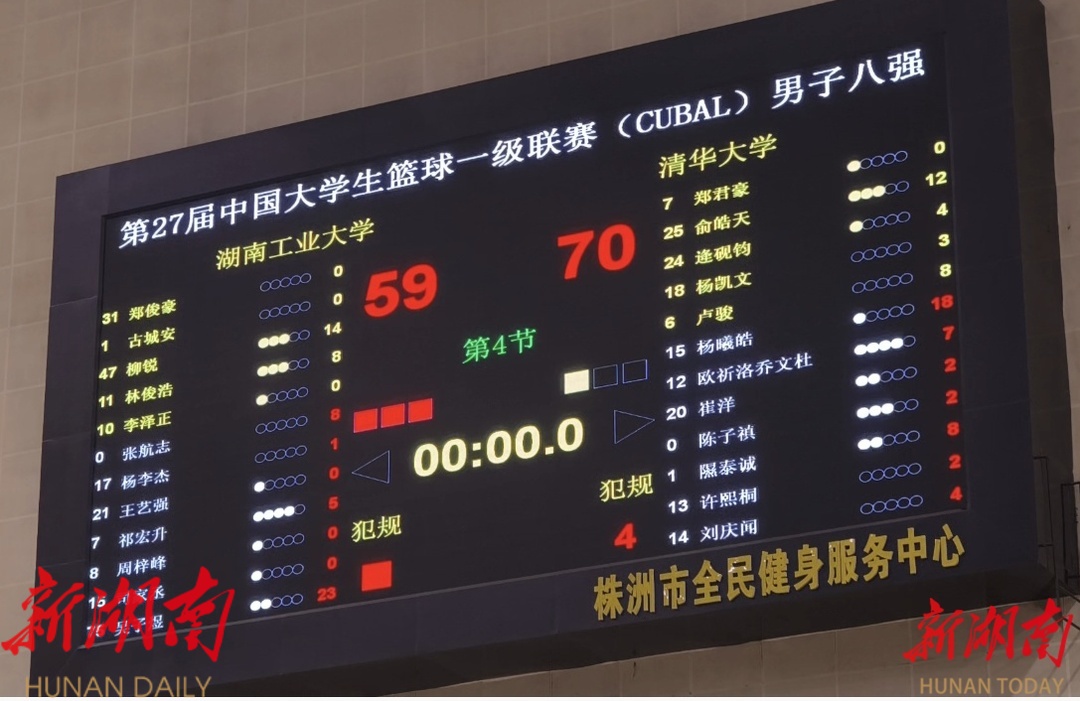 第27届中国大学生篮球一级联赛（CUBAL）男子八强
湖南工业大学
31 郑俊豪 0
1 古城安 0
47 柳锐 14
11 林俊浩 8
10 李泽正 0
0 张航志 8
17 杨李杰 1
21 王艺强 0
7 祁宏升 5
8 周梓峰 0
15 0
23
59
70
第4节
00:00.0
犯规
犯规
4
清华大学
7 郑君豪 0
25 俞皓天 12
24 逄砚钧 4
18 杨凯文 3
6 卢骏 8
15 杨曦皓 18
12 欧祈洛乔文杜 7
20 崔洋 2
0 陈子禛 2
1 隰泰诚 8
13 许熙桐 2
14 刘庆闻 4
株洲市全民健身服务中心
新湖南
HUNAN DAILY
新湖南
HUNAN TODAY